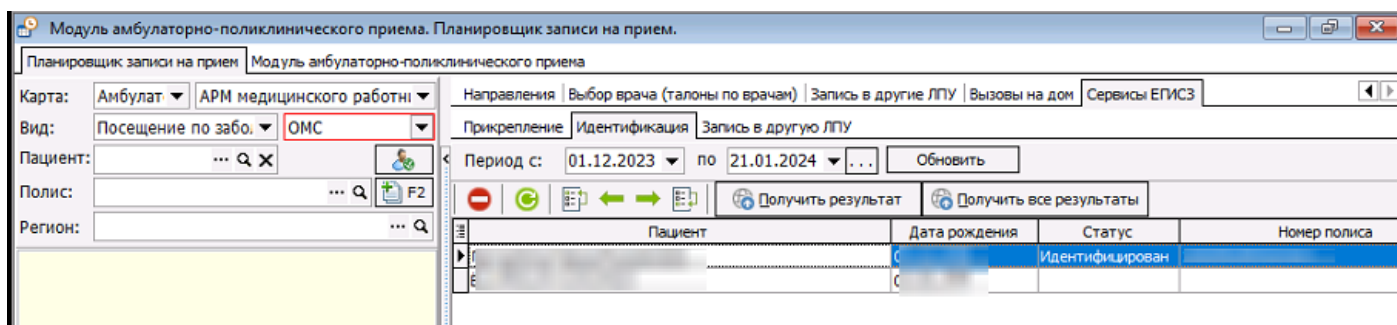 Модуль амбулаторно-поликлинического приема. Планировщик записи на прием.
Планировщик записи на прием Модуль амбулаторно-поликлинического приема
Карта: Амбулат АРМ медицинского работн
Вид: Посещение по забо. ОМС
Пациент: ...
Полис: ... F2
Регион: ...
Направления Выбор врача (талоны по врачам) Запись в другие ЛПУ Вызовы на дом Сервисы ЕГИСЗ
Прикрепление Идентификация Запись в другую ЛПУ
Период с: 01.12.2023 по 21.01.2024 ... Обновить
Получить результат Получить все результаты
Пациент Дата рождения Статус Номер полиса
Идентифицирован